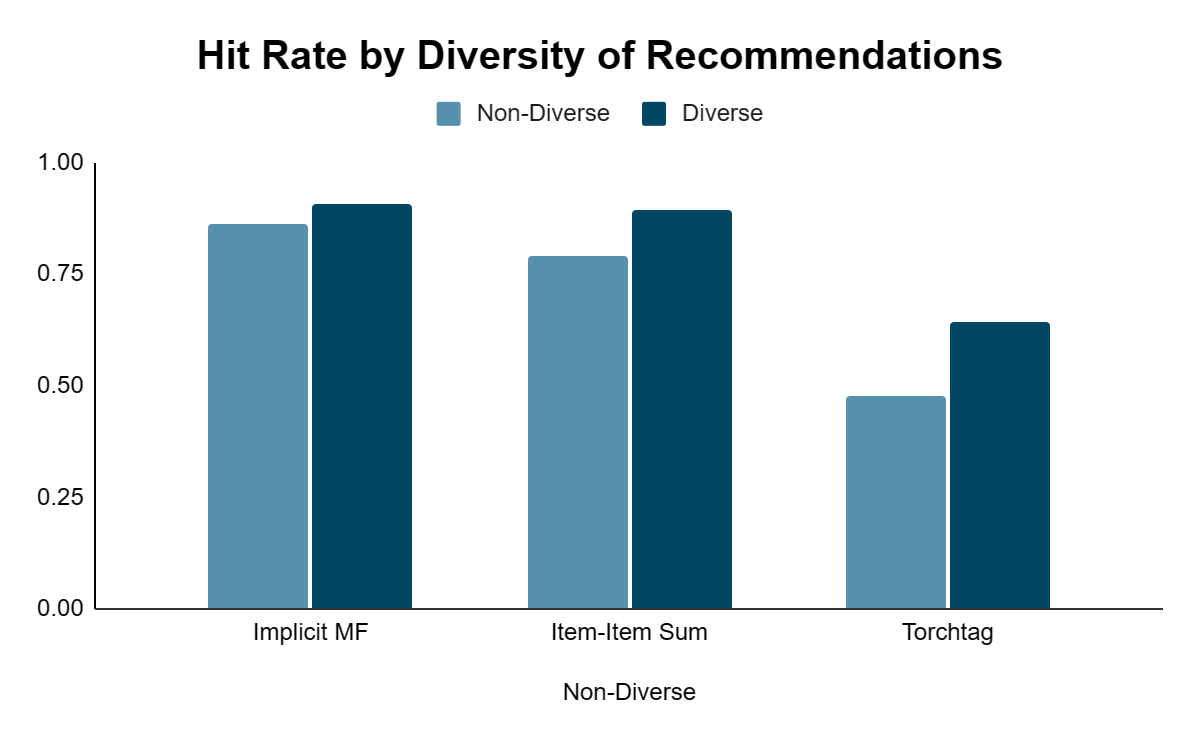 Hit Rate by Diversity of Recommendations
Non-Diverse Diverse
1.00
0.75
0.50
0.25
0.00
Implicit MF Item-Item Sum Torchtag
Non-Diverse